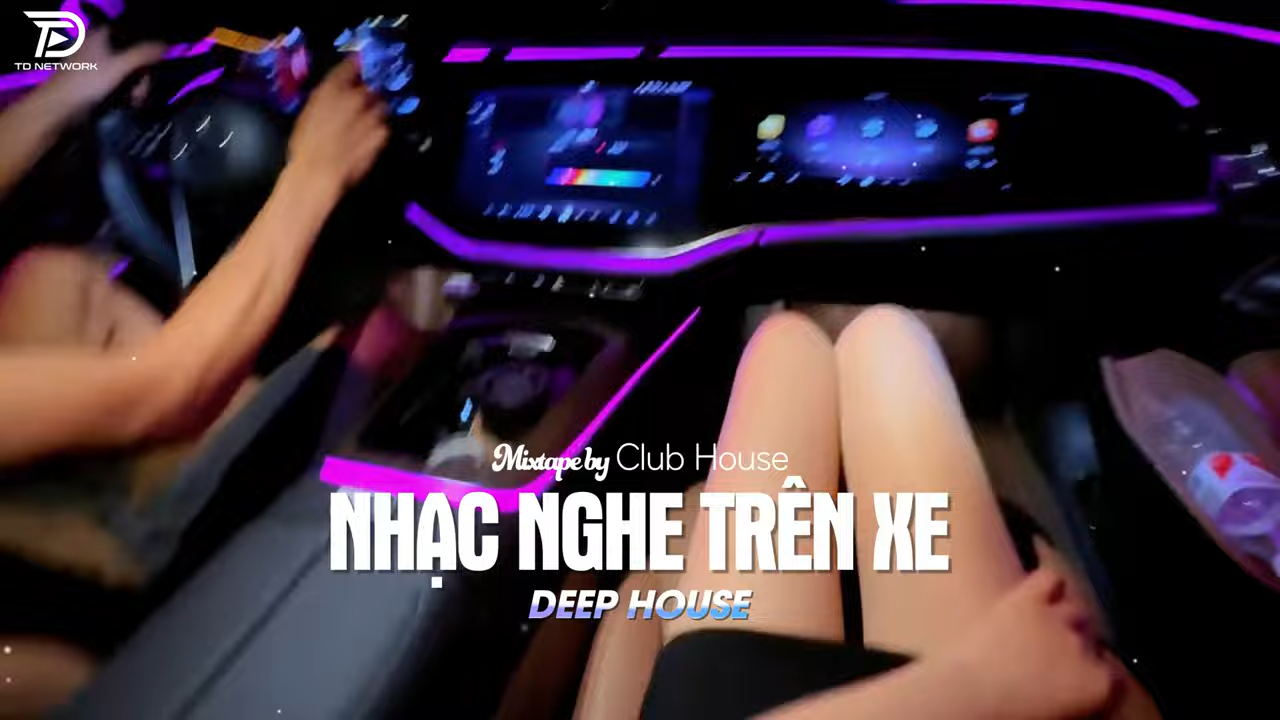 TD NETWORK
Mixtape by Club House
NHẠC NGHE TRÊN XE
DEEP HOUSE